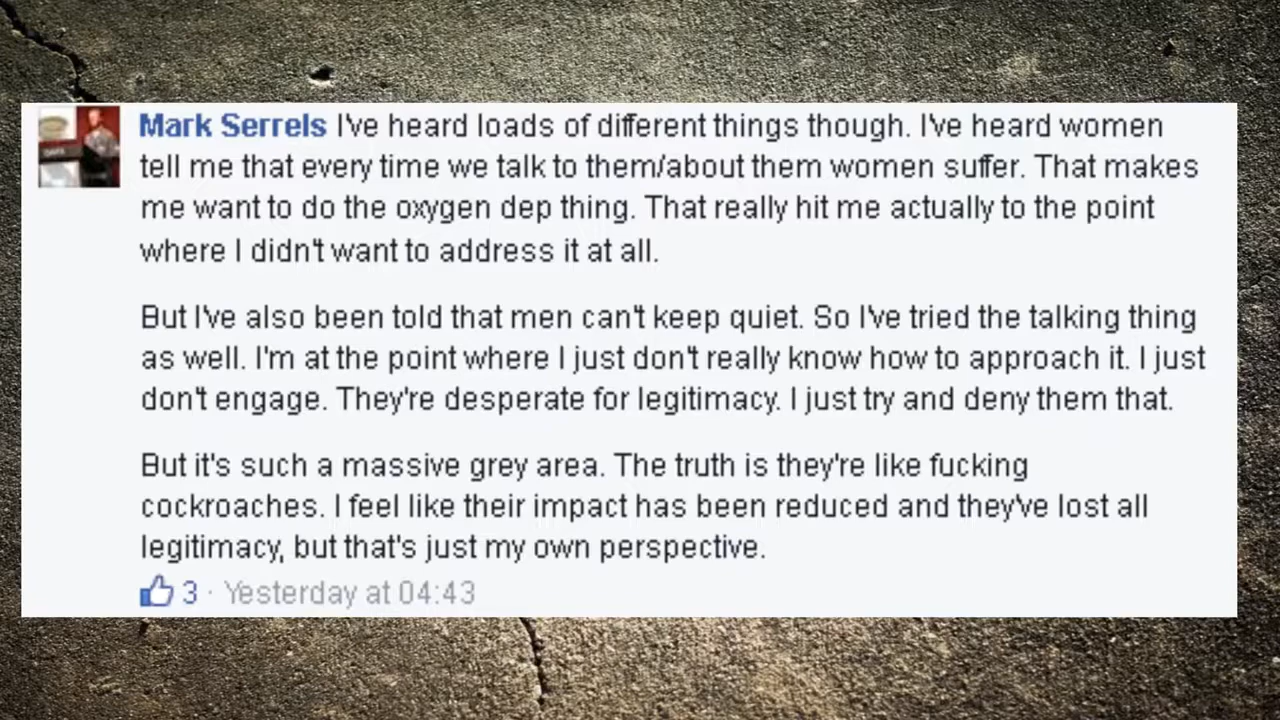 Mark Serrels I've heard loads of different things though. I've heard women
tell me that every time we talk to them/about them women suffer. That makes
me want to do the oxygen dep thing. That really hit me actually to the point
where I didn't want to address it at all.
But I've also been told that men can't keep quiet. So I've tried the talking thing
as well. I'm at the point where I just don't really know how to approach it. I just
don't engage. They're desperate for legitimacy. I just try and deny them that.
But it's such a massive grey area. The truth is they're like fucking
cockroaches. I feel like their impact has been reduced and they've lost all
legitimacy, but that's just my own perspective.
3 · Yesterday at 04:43